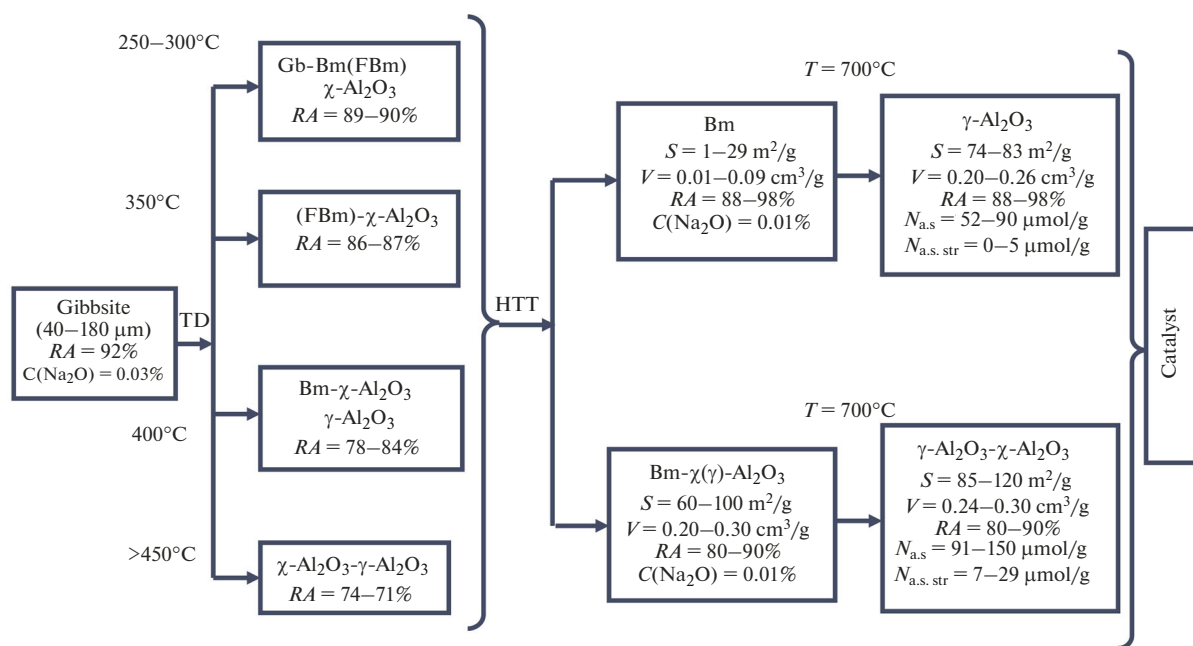 250–300°C
Gb-Bm(FBm)
χ-Al₂O₃
RA = 89–90%
350°C
(FBm)-χ-Al₂O₃
RA = 86–87%
Gibbsite
(40–180 μm)
RA = 92%
C(Na₂O) = 0.03%
TD
Bm-χ-Al₂O₃
γ-Al₂O₃
RA = 78–84%
400°C
>450°C
χ-Al₂O₃-γ-Al₂O₃
RA = 74–71%
HTT
Bm
S = 1–29 m²/g
V = 0.01–0.09 cm³/g
RA = 88–98%
C(Na₂O) = 0.01%
T = 700°C
γ-Al₂O₃
S = 74–83 m²/g
V = 0.20–0.26 cm³/g
RA = 88–98%
Nₐ.ₛ = 52–90 μmol/g
Nₐ.ₛ. ₛₜᵣ = 0–5 μmol/g
Bm-χ(γ)-Al₂O₃
S = 60–100 m²/g
V = 0.20–0.30 cm³/g
RA = 80–90%
C(Na₂O) = 0.01%
T = 700°C
γ-Al₂O₃-χ-Al₂O₃
S = 85–120 m²/g
V = 0.24–0.30 cm³/g
RA = 80–90%
Nₐ.ₛ = 91–150 μmol/g
Nₐ.ₛ. ₛₜᵣ = 7–29 μmol/g
Catalyst